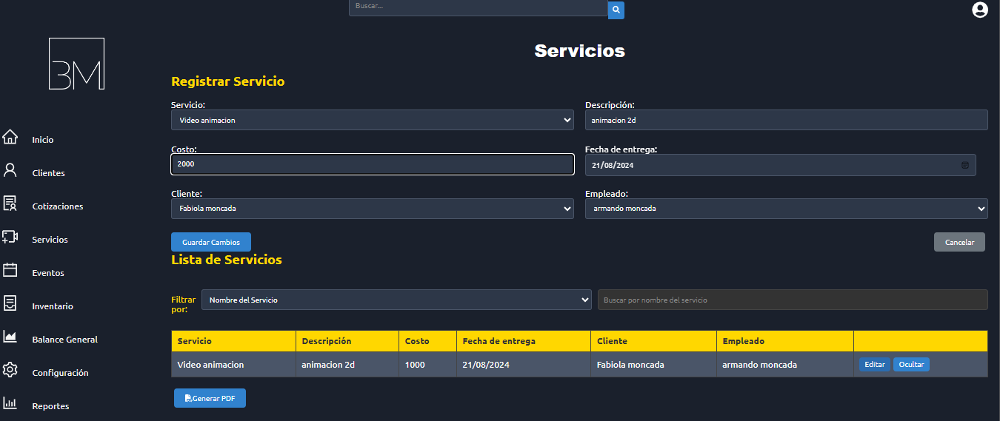 Buscar...
BM
Servicios
Registrar Servicio
Servicio: Descripción:
Video animacion animacion 2d
Costo: Fecha de entrega:
2000 21/08/2024
Cliente: Empleado:
Fabiola moncada armando moncada
Guardar Cambios Cancelar
Lista de Servicios
Filtrar por: Nombre del Servicio Buscar por nombre del servicio
Servicio Descripción Costo Fecha de entrega Cliente Empleado
Video animacion animacion 2d 1000 21/08/2024 Fabiola moncada armando moncada Editar Ocultar
Generar PDF
Inicio
Clientes
Cotizaciones
Servicios
Eventos
Inventario
Balance General
Configuración
Reportes